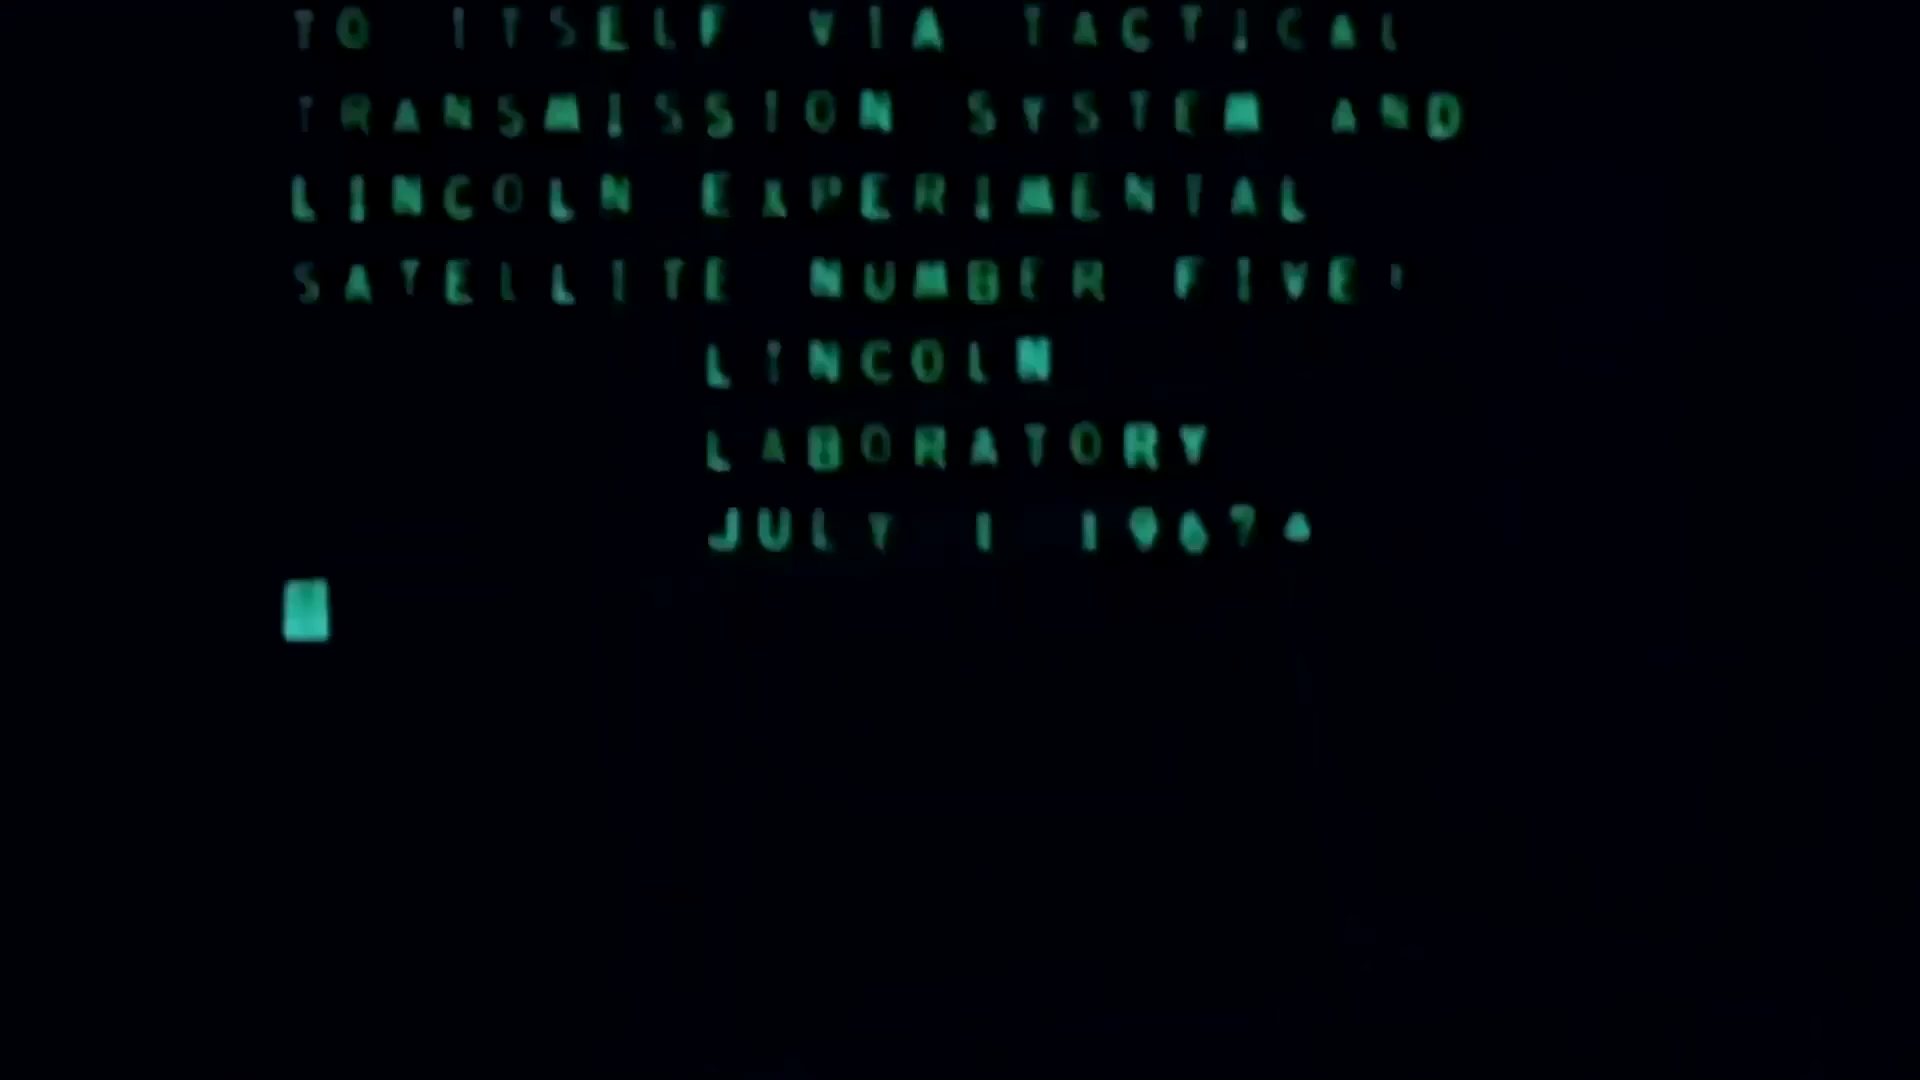 TO ITSELF VIA TACTICAL
TRANSMISSION SYSTEM AND
LINCOLN EXPERIMENTAL
SATELLITE NUMBER FIVE'
LINCOLN
LABORATORY
JULY 1 1967